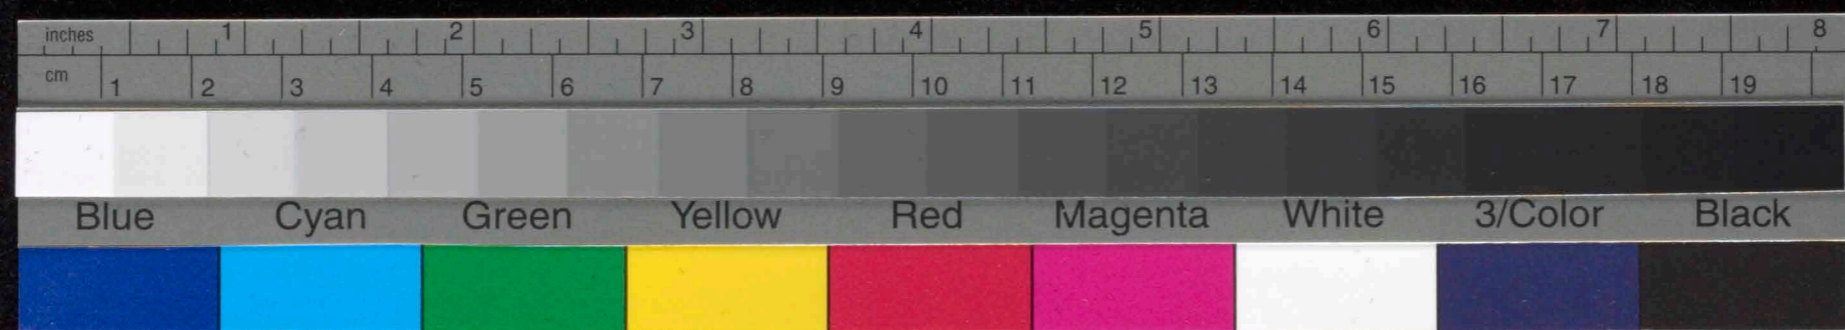 inches 1 2 3 4 5 6 7 8
cm 1 2 3 4 5 6 7 8 9 10 11 12 13 14 15 16 17 18 19
Blue Cyan Green Yellow Red Magenta White 3/Color Black